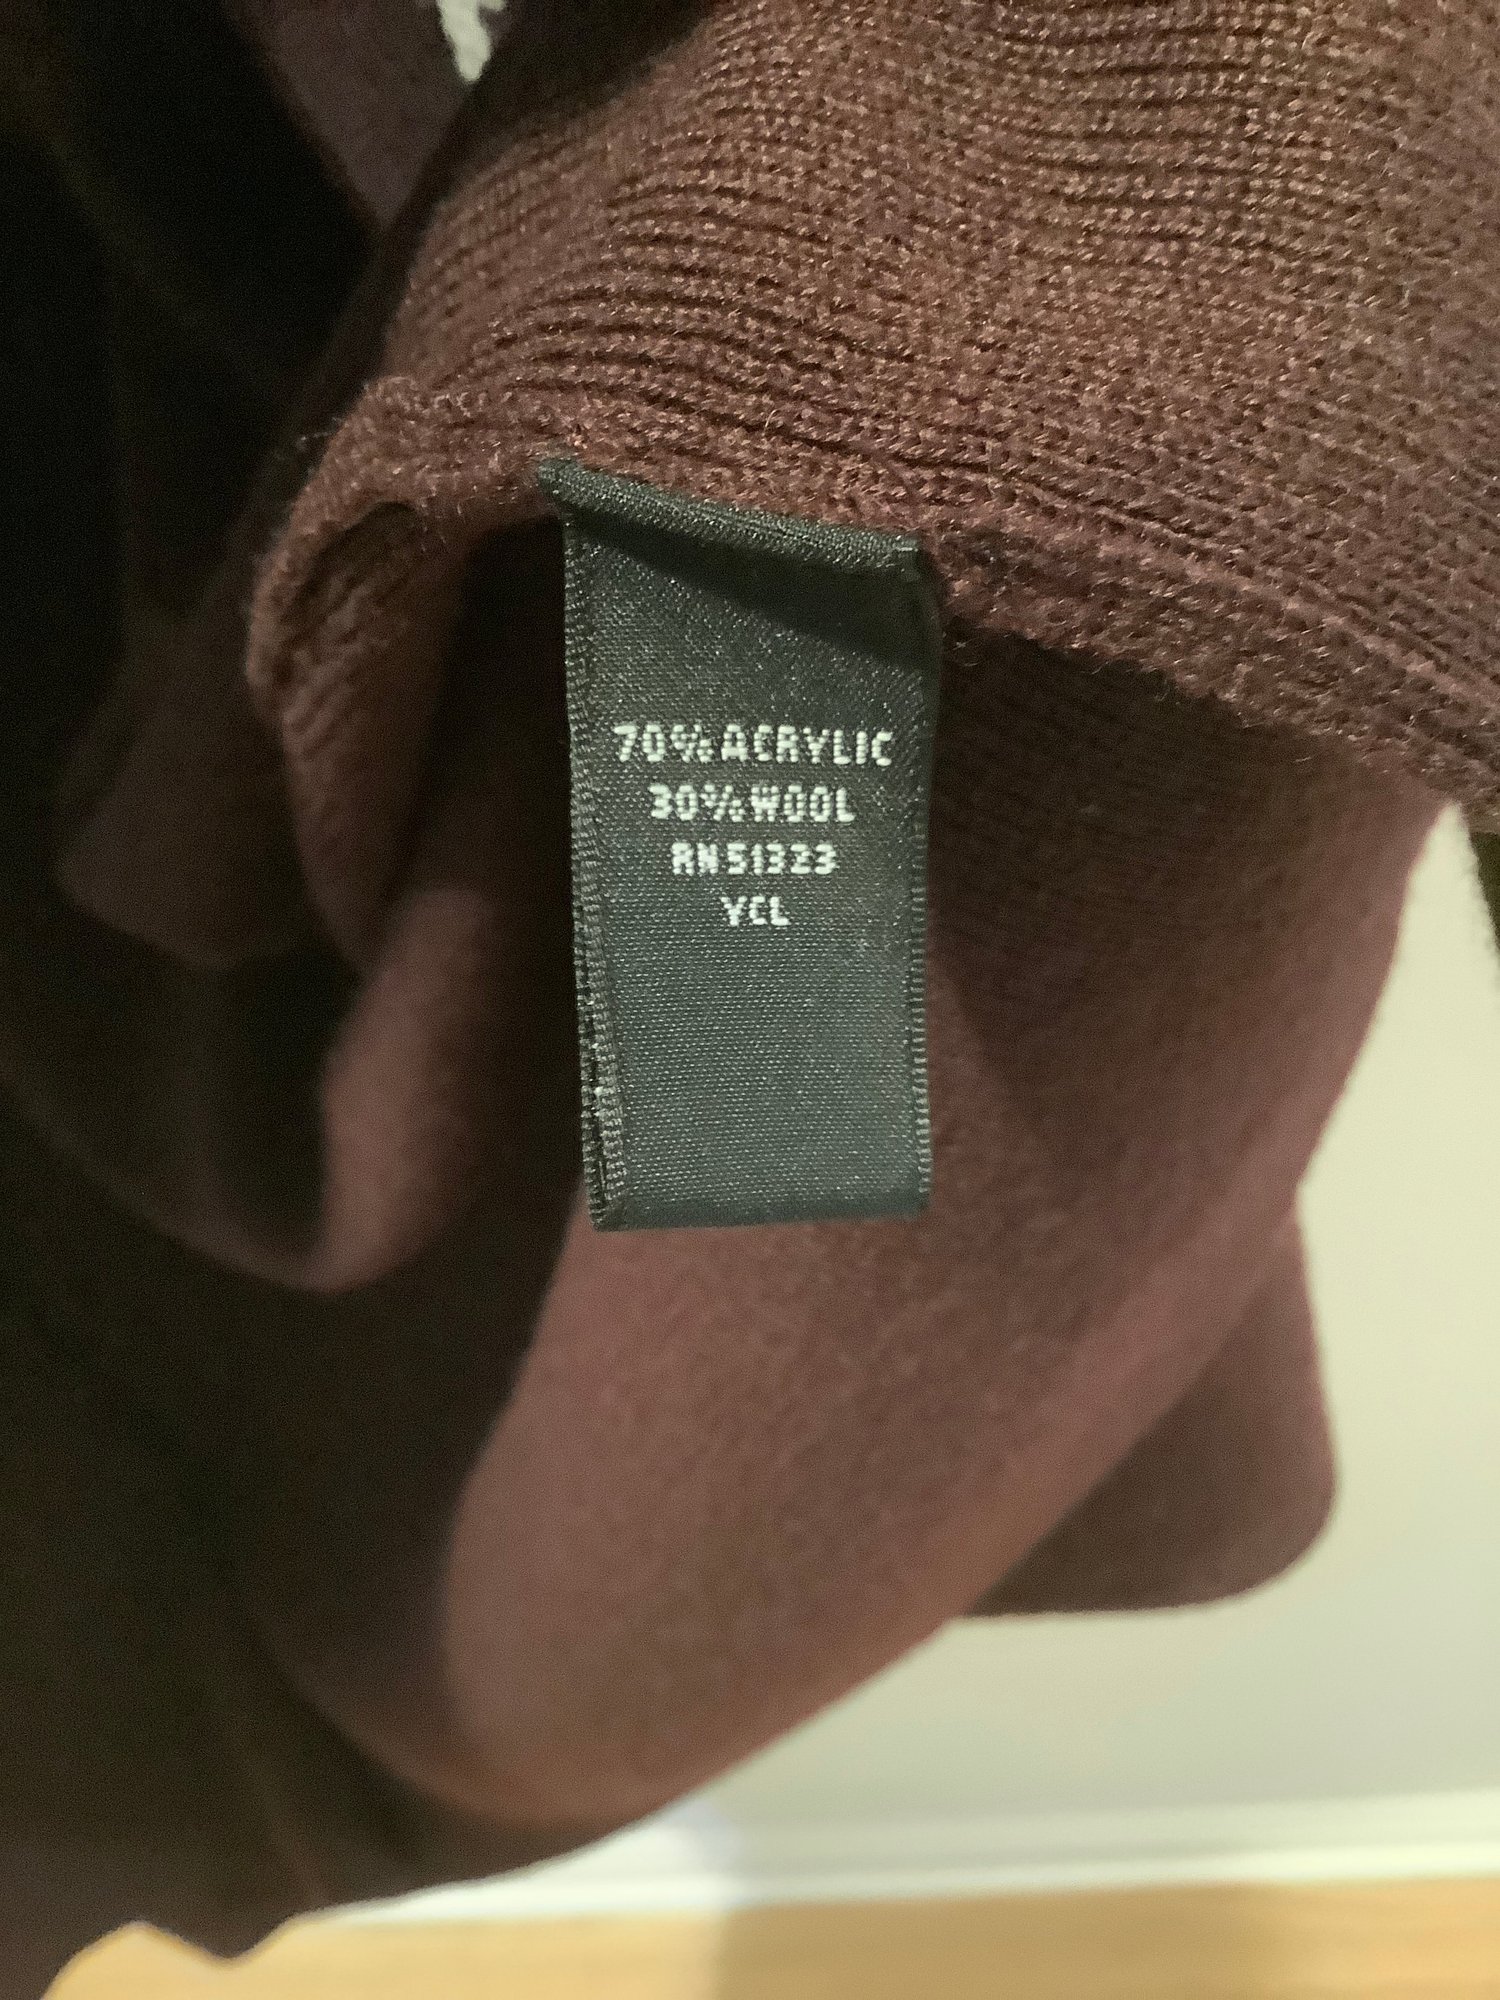 70% ACRYLIC
30% WOOL
RN 51323
YCL